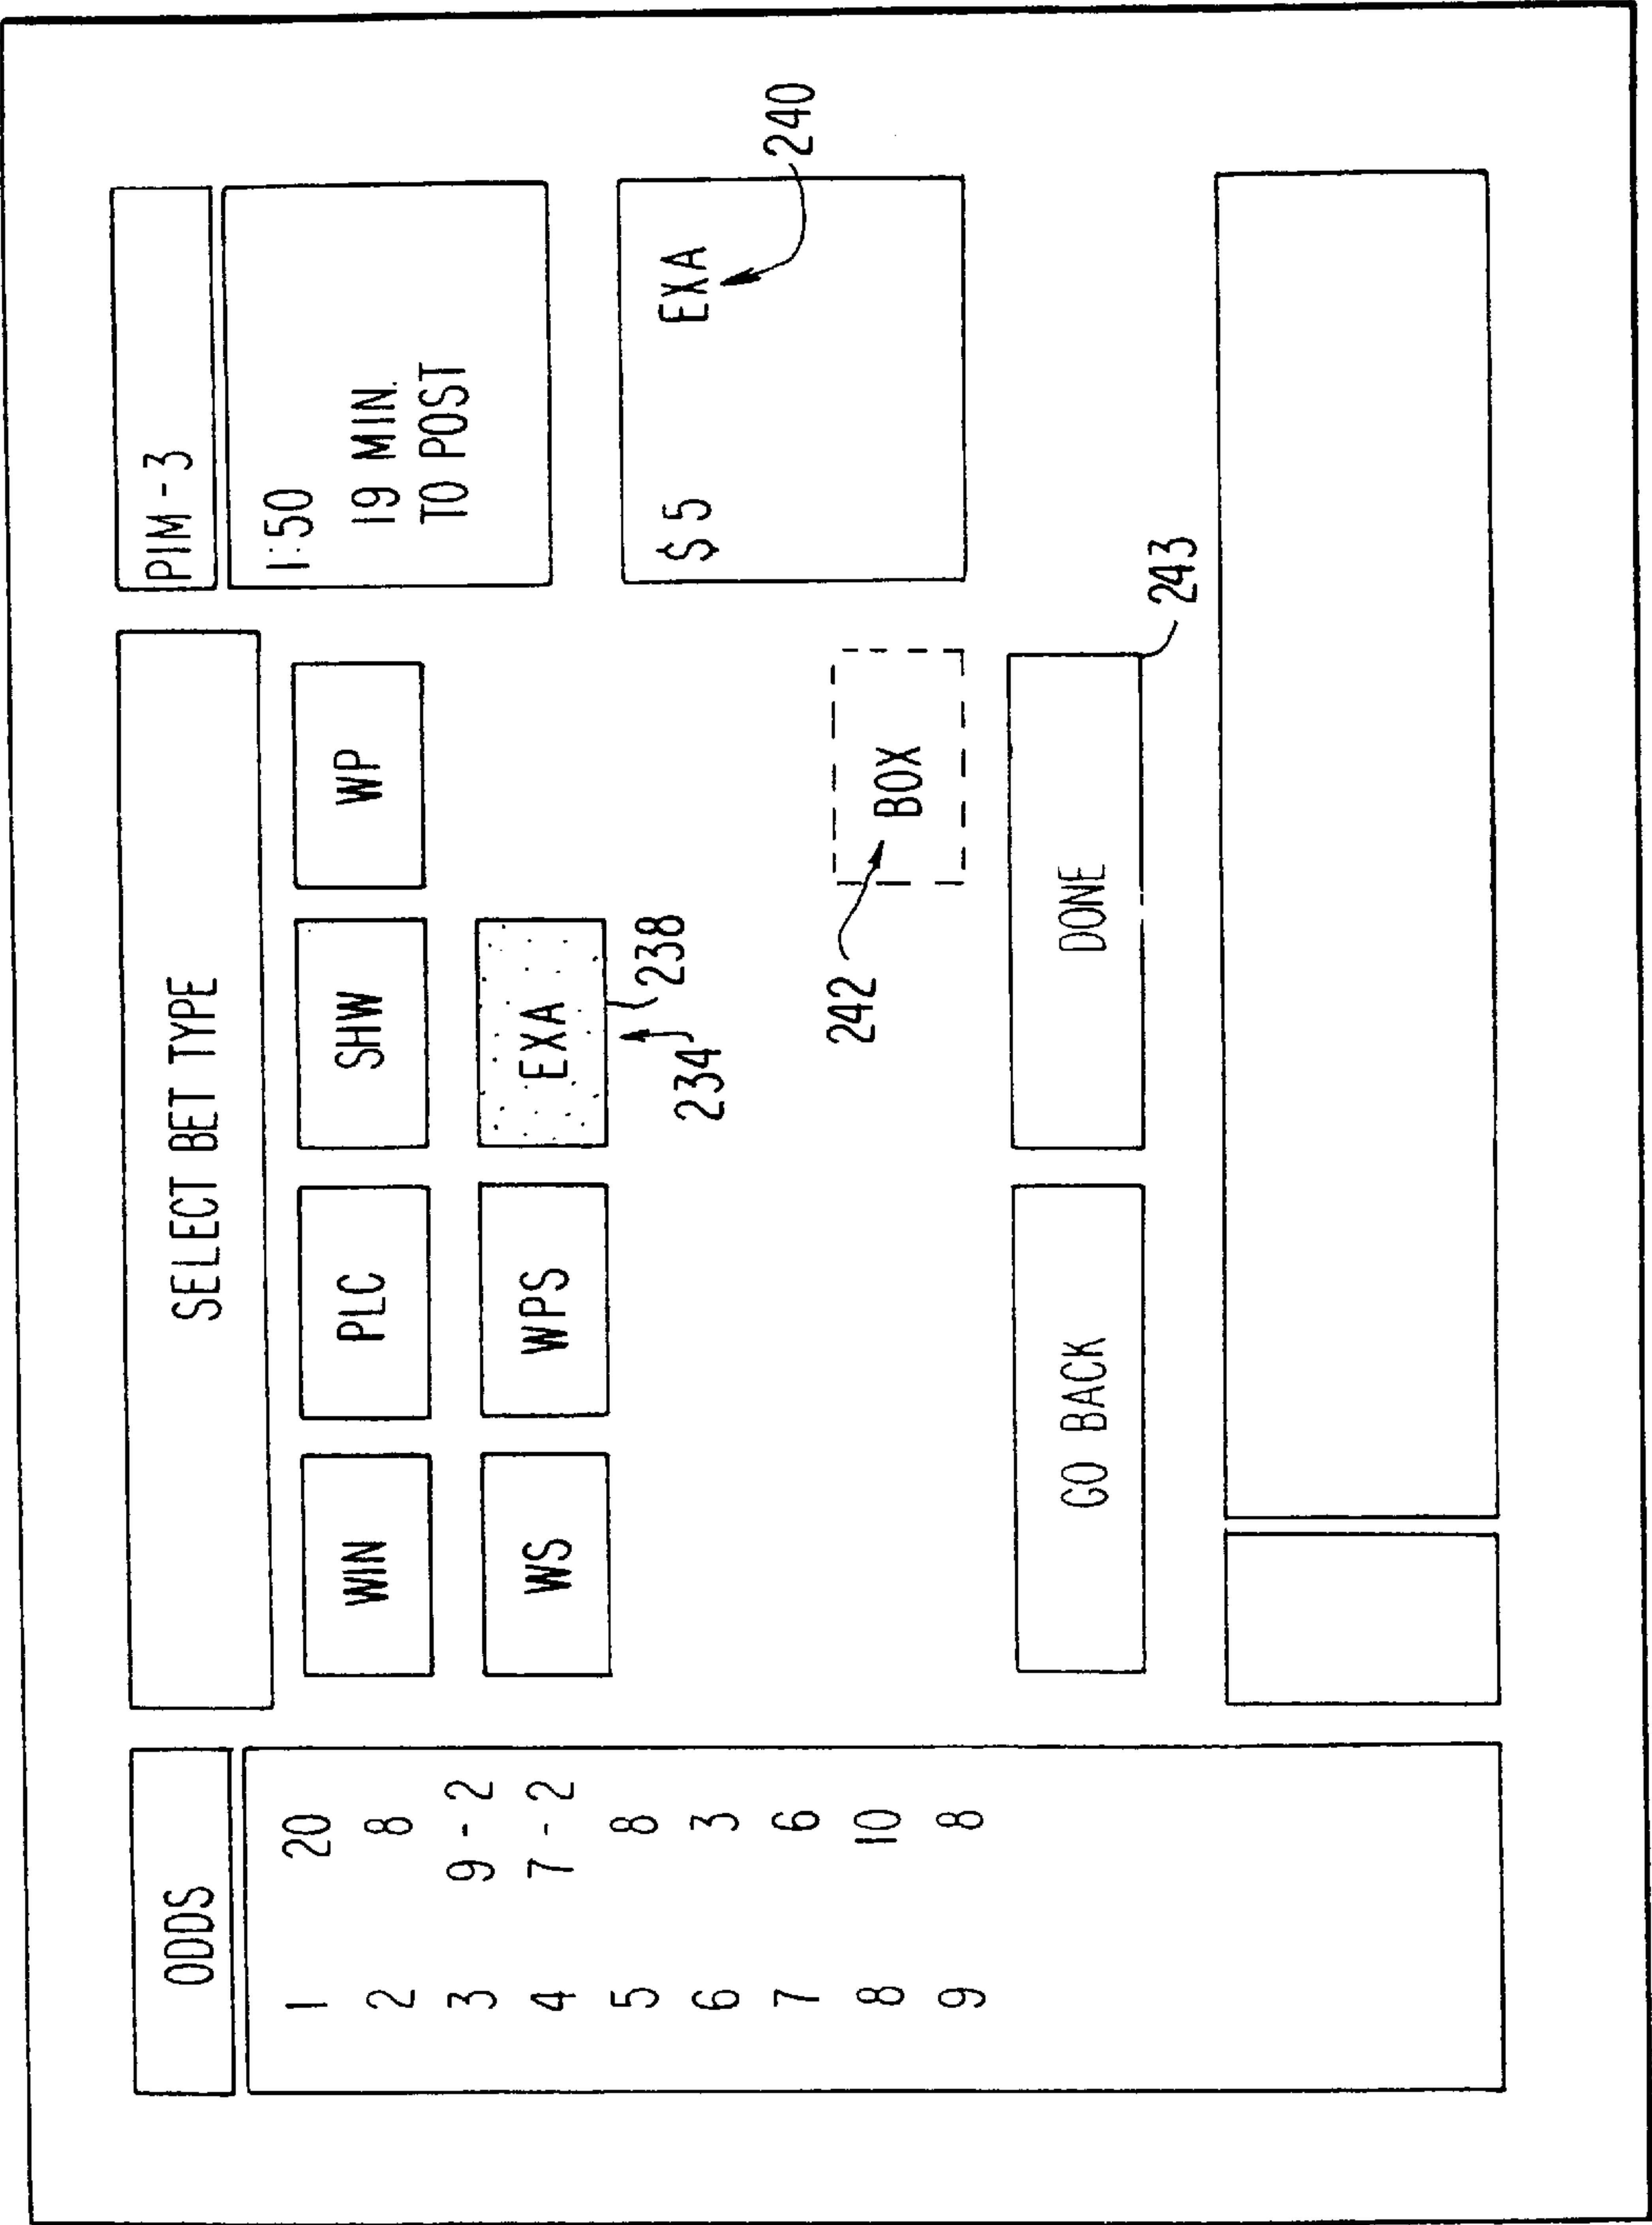 ODDS
1 20
2 8
3 9-2
4 7-2
5 8
6 3
7 6
8 10
9 8
SELECT BET TYPE
WIN PLC SHW WP
WS WPS EXA
234 238
242
BOX
GO BACK DONE
243
PIM-3
1:50
19 MIN.
TO POST
$5 EXA
240